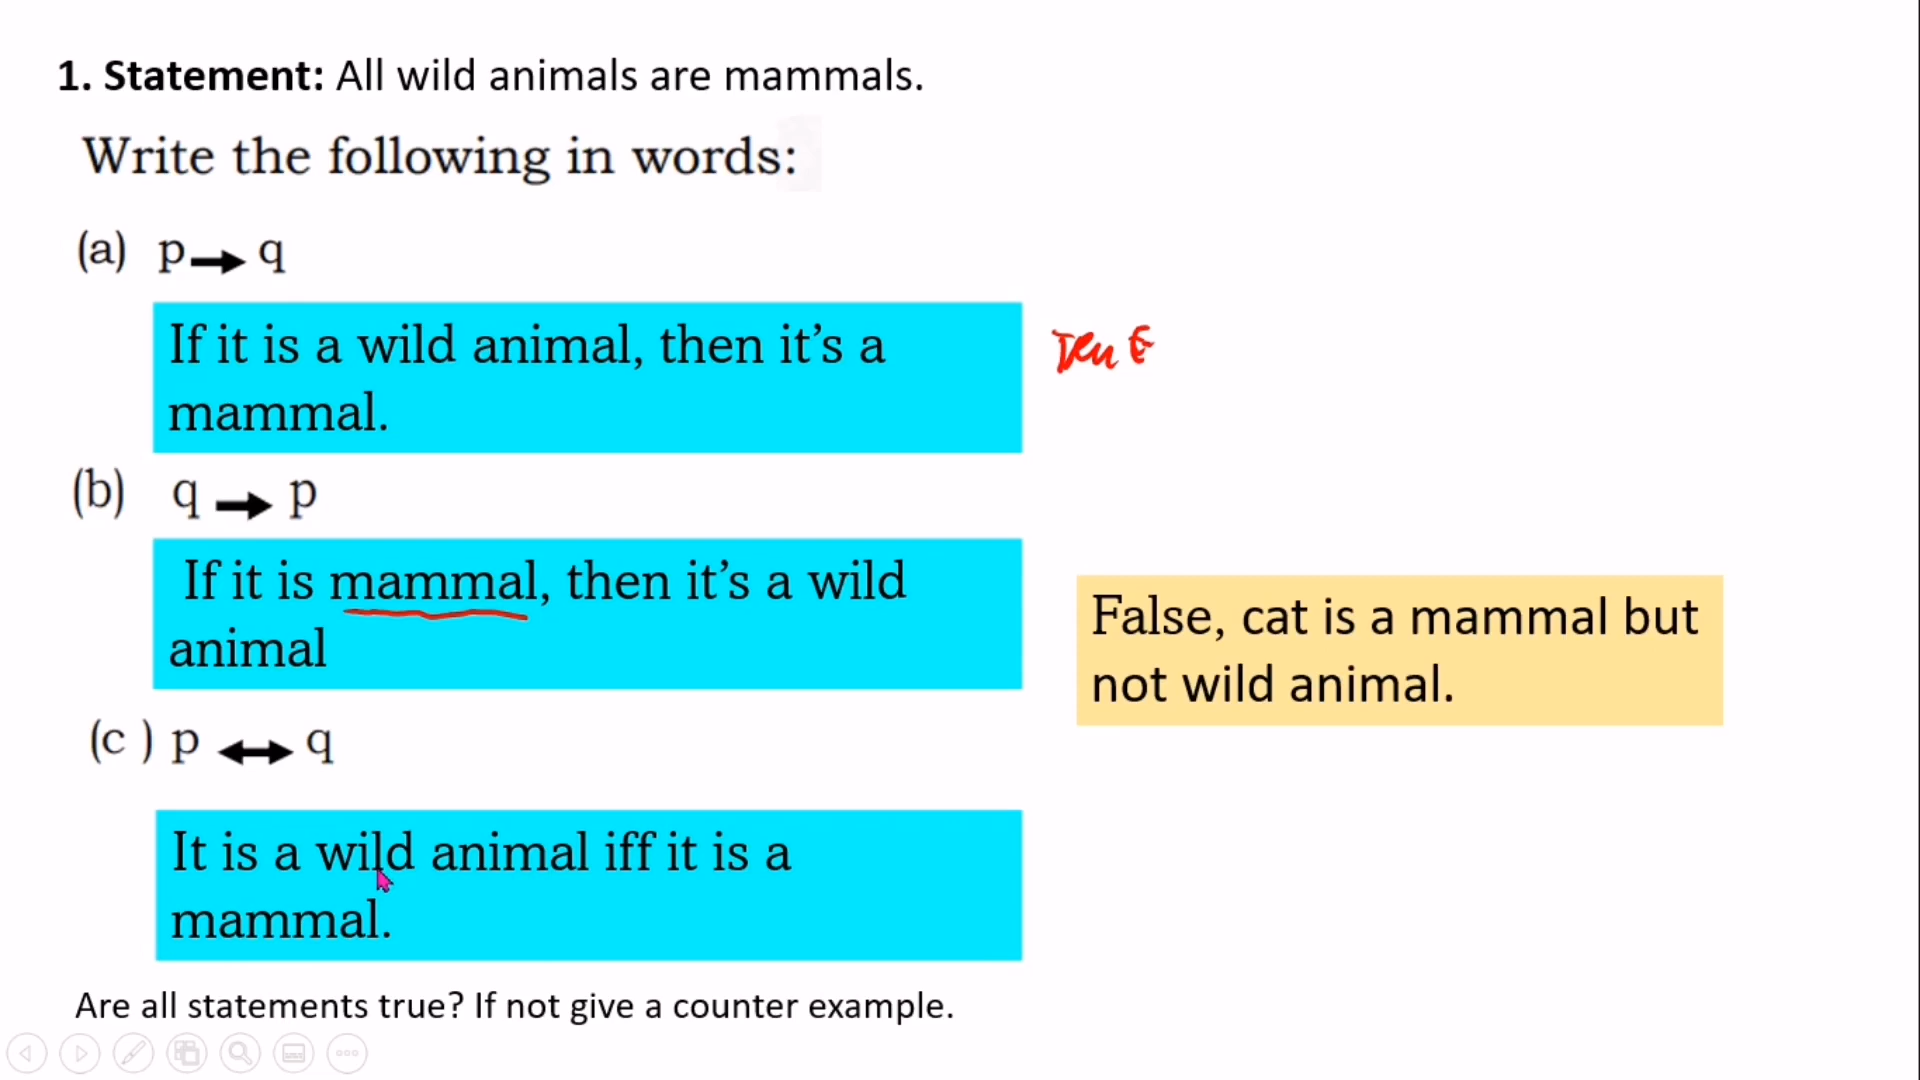 1. Statement: All wild animals are mammals.
Write the following in words:
(a) p → q
If it is a wild animal, then it’s a
mammal.
(b) q → p
If it is mammal, then it’s a wild
animal
False, cat is a mammal but
not wild animal.
(c ) p ↔ q
It is a wild animal iff it is a
mammal.
Are all statements true? If not give a counter example.